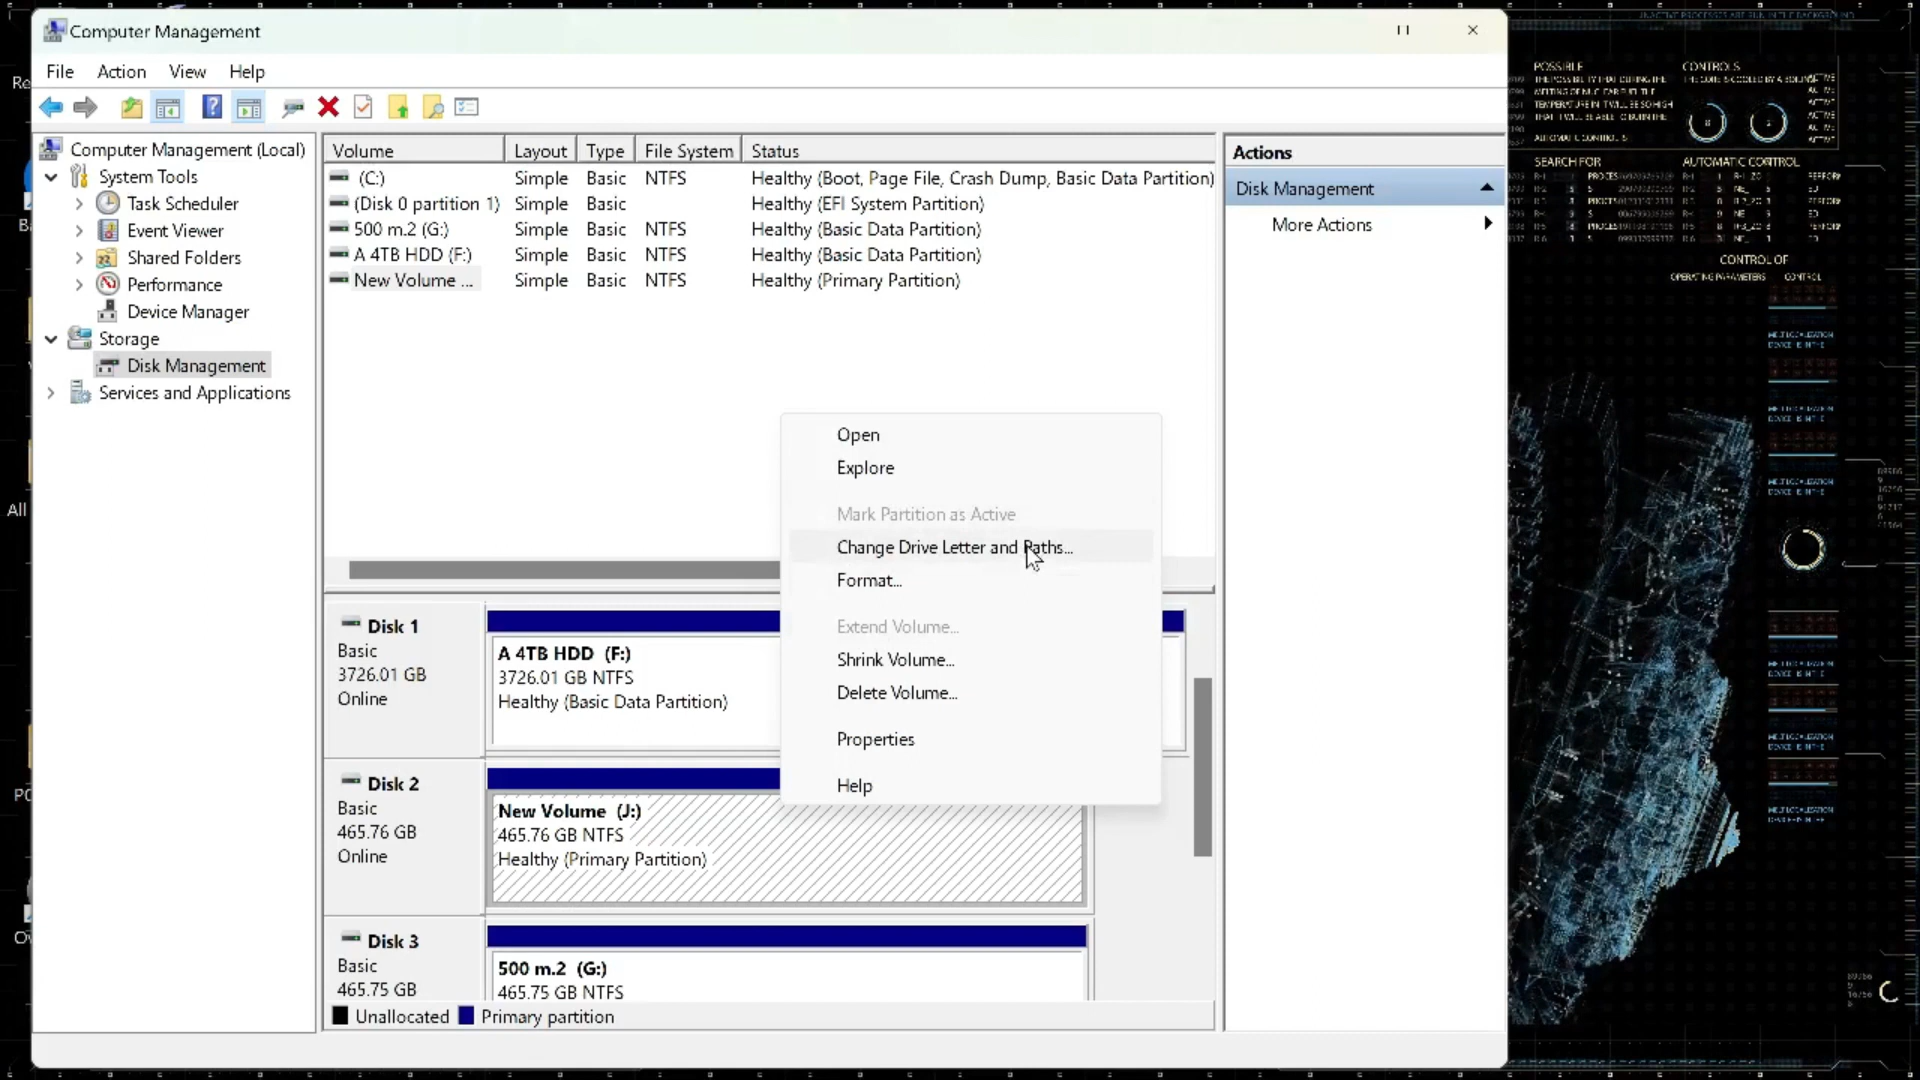 Computer Management
File Action View Help
Computer Management (Local)
System Tools
Task Scheduler
Event Viewer
Shared Folders
Performance
Device Manager
Storage
Disk Management
Services and Applications
Volume Layout Type File System Status
(C:) Simple Basic NTFS Healthy (Boot, Page File, Crash Dump, Basic Data Partition)
(Disk 0 partition 1) Simple Basic Healthy (EFI System Partition)
500 m.2 (G:) Simple Basic NTFS Healthy (Basic Data Partition)
A 4TB HDD (F:) Simple Basic NTFS Healthy (Basic Data Partition)
New Volume ... Simple Basic NTFS Healthy (Primary Partition)
Open
Explore
Mark Partition as Active
Change Drive Letter and Paths...
Format...
Extend Volume...
Shrink Volume...
Delete Volume...
Properties
Help
Disk 1
Basic
3726.01 GB
Online
A 4TB HDD (F:)
3726.01 GB NTFS
Healthy (Basic Data Partition)
Disk 2
Basic
465.76 GB
Online
New Volume (J:)
465.76 GB NTFS
Healthy (Primary Partition)
Disk 3
Basic
465.75 GB
500 m.2 (G:)
465.75 GB NTFS
Unallocated Primary partition
Actions
Disk Management
More Actions
All
POSSIBLE
CONTROLS
SEARCH FOR
AUTOMATIC CONTROL
CONTROL OF
OPERATING PARAMETERS CONTROL